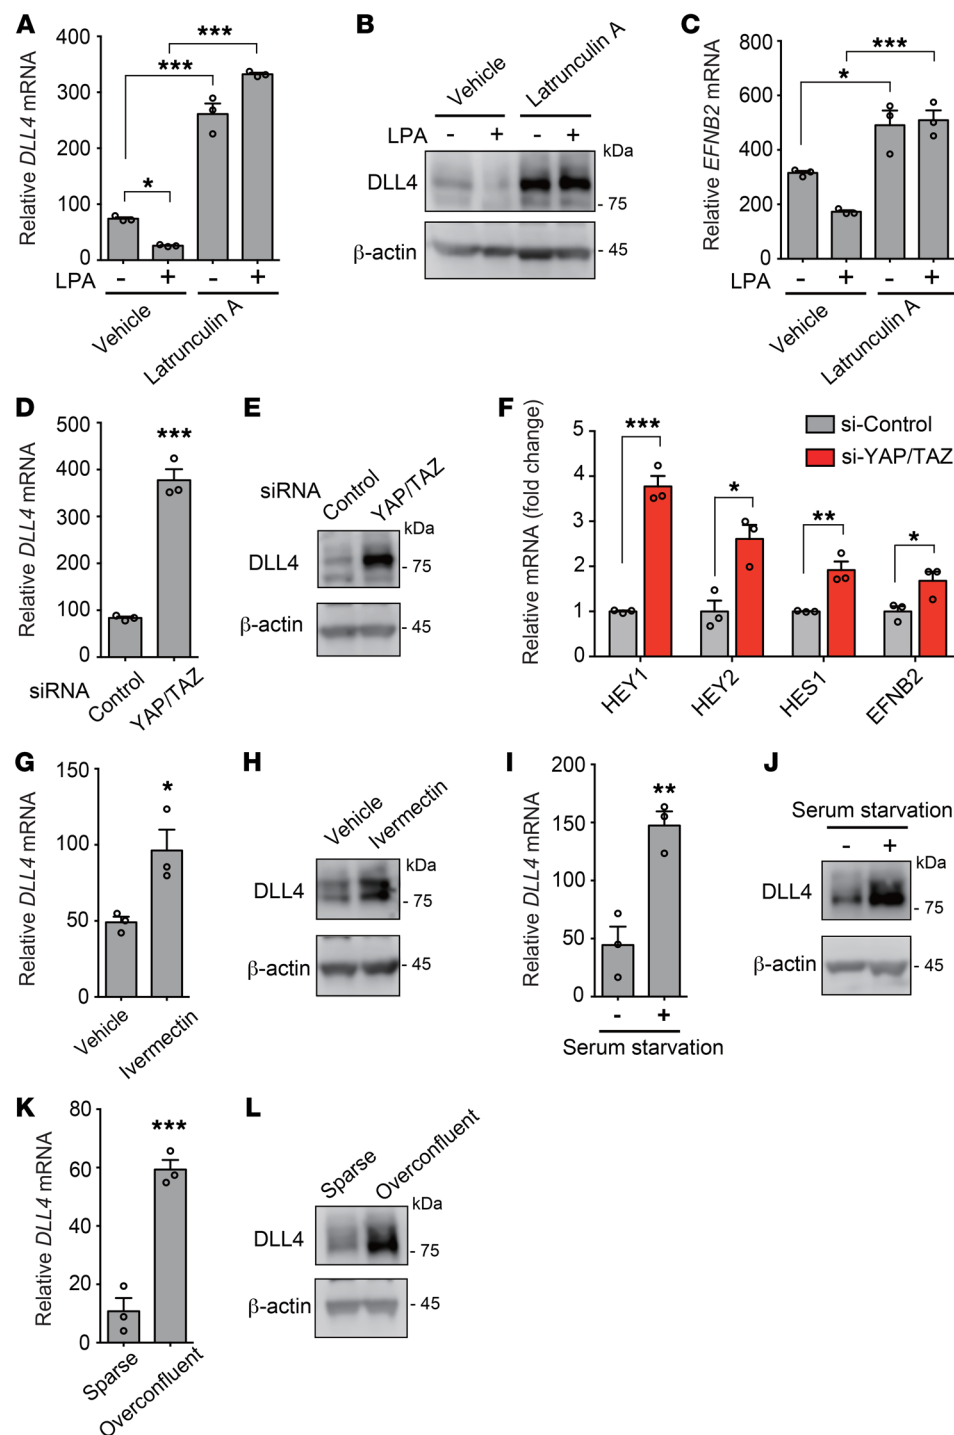 A
Relative DLL4 mRNA
400
300
200
100
0
***
***
*
LPA
- + - +
Vehicle
Latrunculin A
B
Vehicle
Latrunculin A
LPA - + - +
kDa
DLL4
- 75
β-actin
- 45
C
Relative EFNB2 mRNA
800
600
400
200
0
***
*
LPA
- + - +
Vehicle
Latrunculin A
D
Relative DLL4 mRNA
500
400
300
200
100
0
***
siRNA
Control
YAP/TAZ
E
siRNA
Control
YAP/TAZ
kDa
DLL4
- 75
β-actin
- 45
F
Relative mRNA (fold change)
5
4
3
2
1
0
si-Control
si-YAP/TAZ
***
*
**
*
HEY1
HEY2
HES1
EFNB2
G
Relative DLL4 mRNA
150
100
50
0
*
Vehicle
Ivermectin
H
Vehicle
Ivermectin
kDa
DLL4
- 75
β-actin
- 45
I
Relative DLL4 mRNA
200
150
100
50
0
**
- +
Serum starvation
J
Serum starvation
- +
kDa
DLL4
- 75
β-actin
- 45
K
Relative DLL4 mRNA
80
60
40
20
0
***
Sparse
Overconfluent
L
Sparse
Overconfluent
kDa
DLL4
- 75
β-actin
- 45